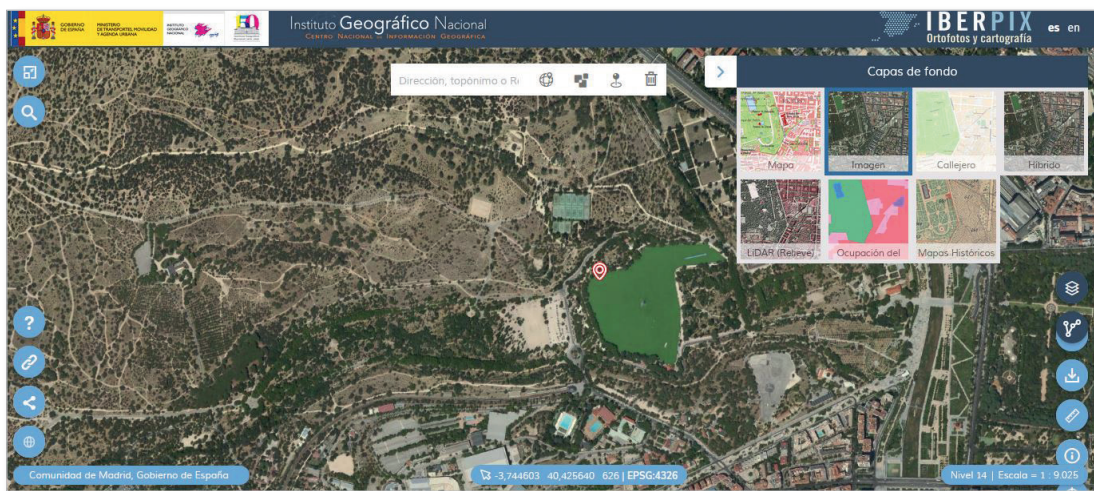 GOBIERNO
DE ESPAÑA
MINISTERIO
DE TRANSPORTES, MOVILIDAD
Y AGENDA URBANA
INSTITUTO
GEOGRÁFICO
NACIONAL
Instituto Geográfico Nacional
CENTRO NACIONAL DE INFORMACIÓN GEOGRÁFICA
IBERPIX
Ortofotos y cartografía
es en
Dirección, topónimo o R
Capas de fondo
Mapa
Imagen
Callejero
Híbrido
LiDAR (Relieve)
Ocupación del
Mapas Históricos
?
Comunidad de Madrid, Gobierno de España
-3,744603 40,425640 626 | EPSG:4326
Nivel 14 | Escala = 1 : 9.025